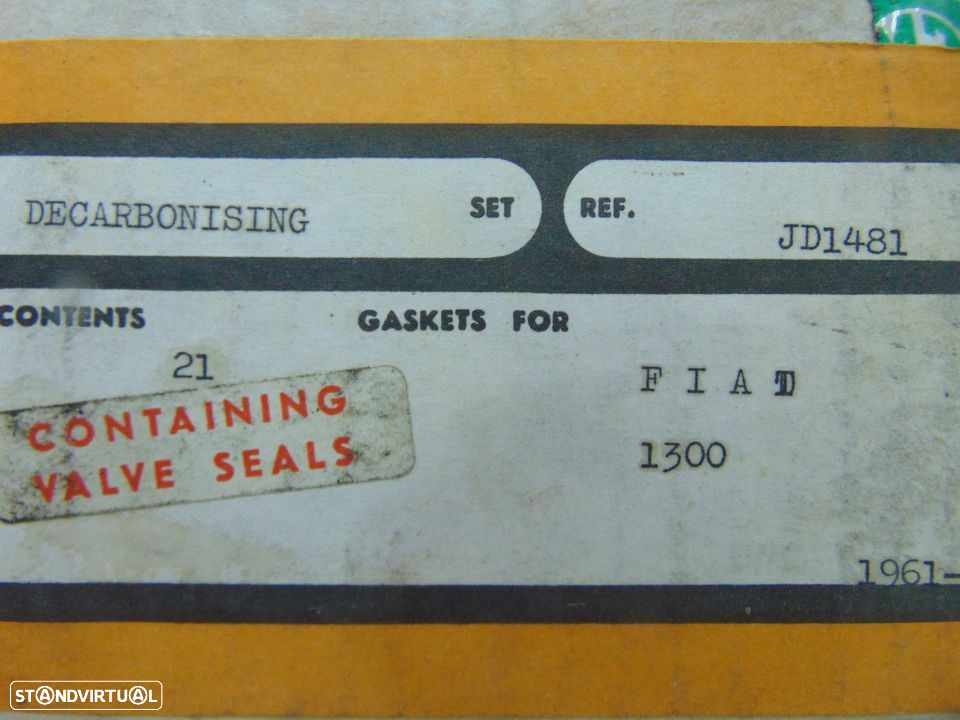 DECARBONISING SET REF. JD1481
CONTENTS GASKETS FOR
21 FIAT
CONTAINING
VALVE SEALS
1300
1961-
STANDVIRTUAL